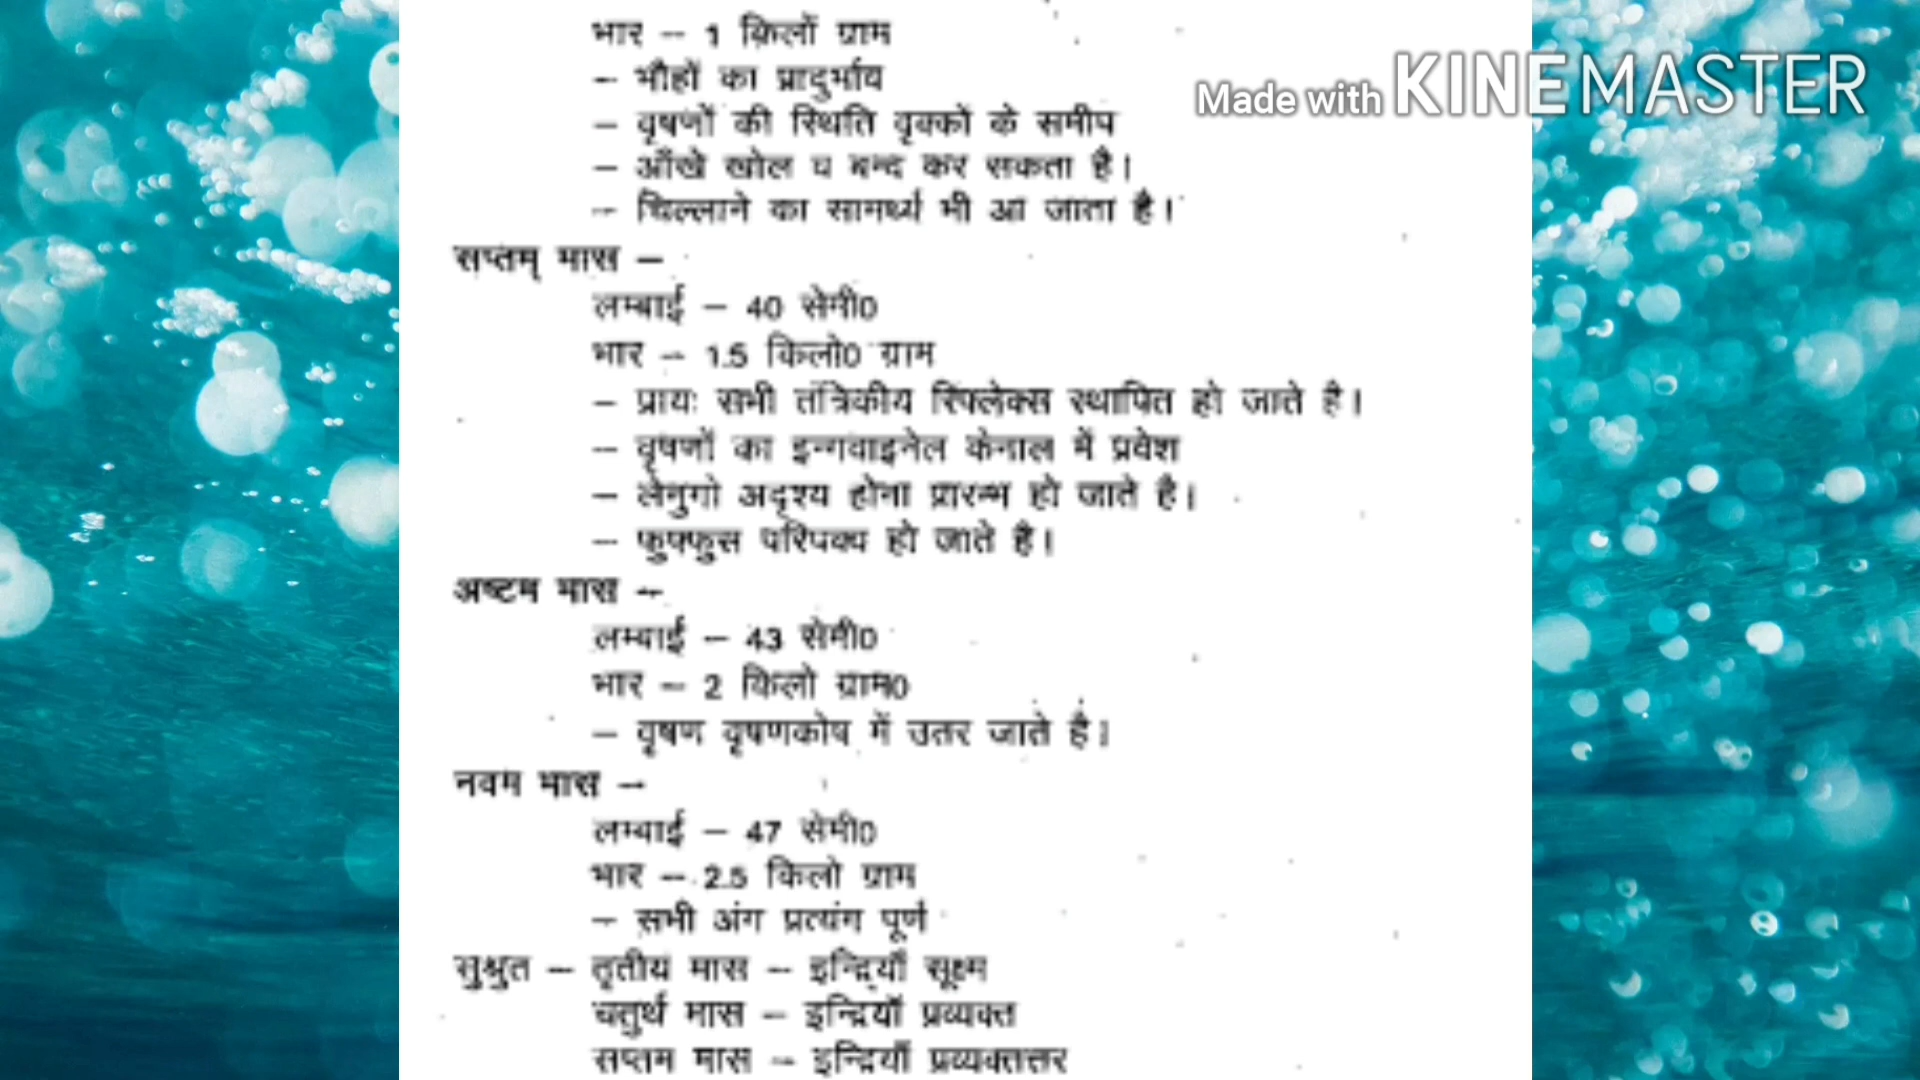 भार – 1 किलों ग्राम
– भौहों का प्रादुर्भाव
Made with KINEMASTER
– वृषणों की स्थिति वृक्कों के समीप
– आँखे खोल व बन्द कर सकता है।
– चिल्लाने का सामर्थ्य भी आ जाता है।
सप्तम् मास –
लम्बाई – 40 सेमी0
भार – 1.5 किलो0 ग्राम
– प्रायः सभी तंत्रिकीय रिफ्लेक्स स्थापित हो जाते है।
– वृषणों का इन्गवाइनेल केनाल में प्रवेश
– लेनुगो अदृश्य होना प्रारम्भ हो जाते है।
– फुफ्फुस परिपक्व हो जाते है।
अष्टम मास –
लम्बाई – 43 सेमी0
भार – 2 किलो ग्राम0
– वृषण वृषणकोष में उतर जाते है।
नवम मास –
लम्बाई – 47 सेमी0
भार – 2.5 किलो ग्राम
– सभी अंग प्रत्यंग पूर्ण
सुश्रुत – तृतीय मास – इन्द्रियाँ सूक्ष्म
चतुर्थ मास – इन्द्रियाँ प्रव्यक्त
सप्तम मास – इन्द्रियाँ प्रव्यक्तत्तर